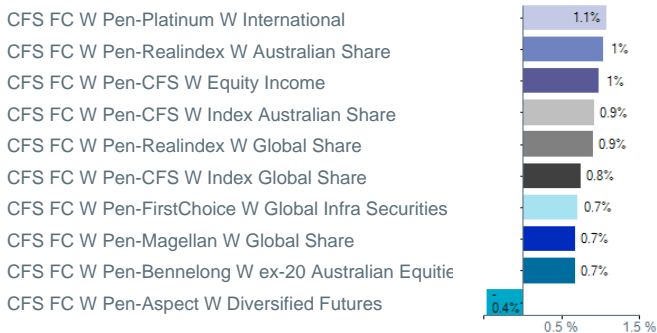 CFS FC W Pen-Platinum W International 1.1%
CFS FC W Pen-Realindex W Australian Share 1%
CFS FC W Pen-CFS W Equity Income 1%
CFS FC W Pen-CFS W Index Australian Share 0.9%
CFS FC W Pen-Realindex W Global Share 0.9%
CFS FC W Pen-CFS W Index Global Share 0.8%
CFS FC W Pen-FirstChoice W Global Infra Securities 0.7%
CFS FC W Pen-Magellan W Global Share 0.7%
CFS FC W Pen-Bennelong W ex-20 Australian Equitie 0.7%
CFS FC W Pen-Aspect W Diversified Futures -
0.4%
0.5 % 1.5 %